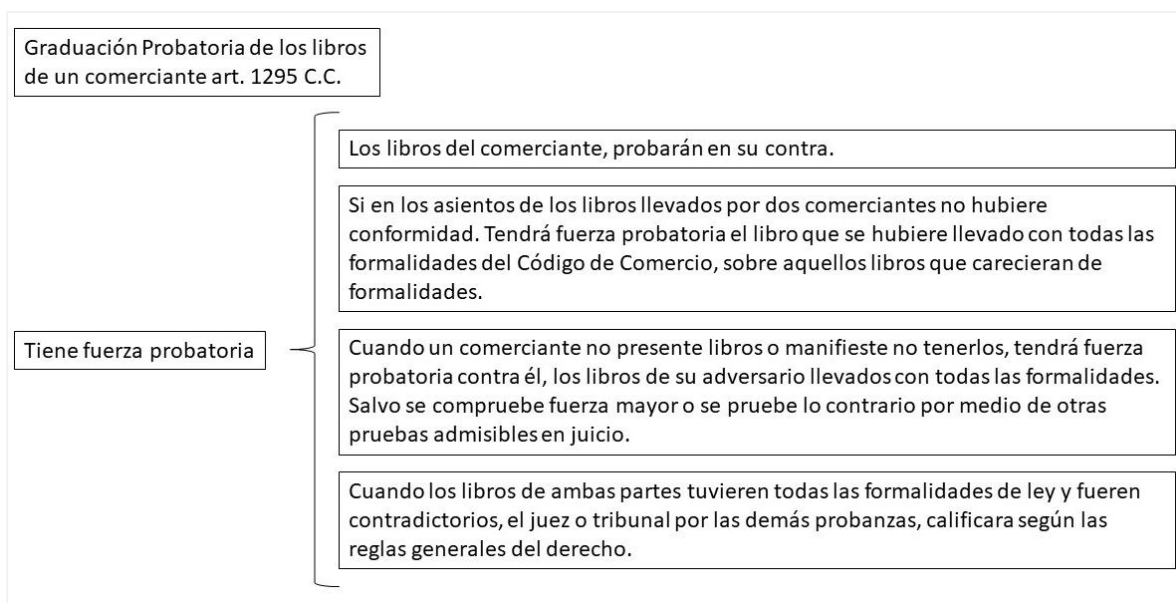 Graduación Probatoria de los libros
de un comerciante art. 1295 C.C.
Los libros del comerciante, probarán en su contra.
Si en los asientos de los libros llevados por dos comerciantes no hubiere
conformidad. Tendrá fuerza probatoria el libro que se hubiere llevado con todas las
formalidades del Código de Comercio, sobre aquellos libros que carecieran de
formalidades.
Tiene fuerza probatoria
Cuando un comerciante no presente libros o manifieste no tenerlos, tendrá fuerza
probatoria contra él, los libros de su adversario llevados con todas las formalidades.
Salvo se compruebe fuerza mayor o se pruebe lo contrario por medio de otras
pruebas admisibles en juicio.
Cuando los libros de ambas partes tuvieren todas las formalidades de ley y fueren
contradictorios, el juez o tribunal por las demás probanzas, calificara según las
reglas generales del derecho.